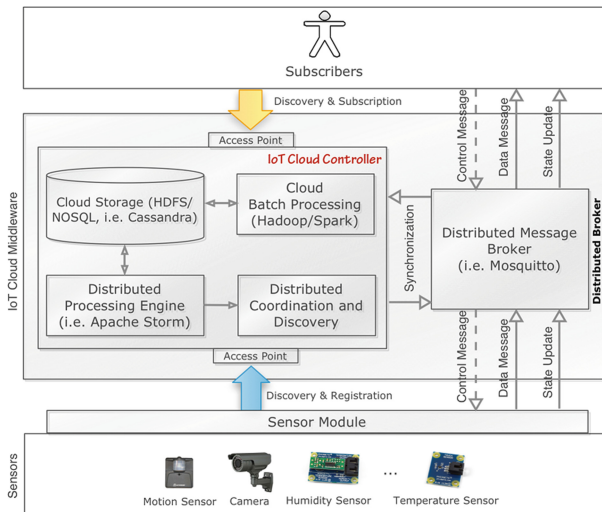 Subscribers
Discovery & Subscription
Control Message
Data Message
State Update
Access Point
IoT Cloud Controller
Cloud Storage (HDFS/
NOSQL, i.e. Cassandra)
Cloud
Batch Processing
(Hadoop/Spark)
Synchronization
Distributed Message
Broker
(i.e. Mosquitto)
Distributed Broker
IoT Cloud Middleware
Distributed
Processing Engine
(i.e. Apache Storm)
Distributed
Coordination and
Discovery
Access Point
Discovery & Registration
Control Message
Data Message
State Update
Sensor Module
Sensors
...
Motion Sensor
Camera
Humidity Sensor
Temperature Sensor